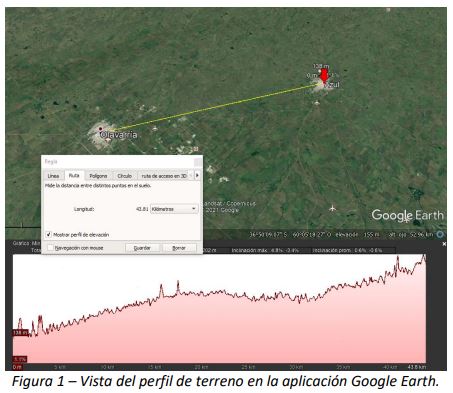 138 m
0 m
Azul
Olavarría
Regla
Línea Ruta Polígono Círculo ruta de acceso en 3D
Mide la distancia entre distintos puntos en el suelo.
Longitud: 43.81 Kilómetros
Mostrar perfil de elevación
Navegación con mouse Guardar Borrar
Landsat / Copernicus
2021 Google
Google Earth
36°50'09.07"S 60°05'18.27"O elevación 155 m alt. ojo 52.96 km
Gráfico: Mín
Inclinación máx.: 4.8% -3.4% Inclinación prom.: 0.6% -0.6%
138 m
1.1%
0 m 5 km 10 km 15 km 20 km 25 km 30 km 35 km 40 km 43.8 km
Figura 1 – Vista del perfil de terreno en la aplicación Google Earth.